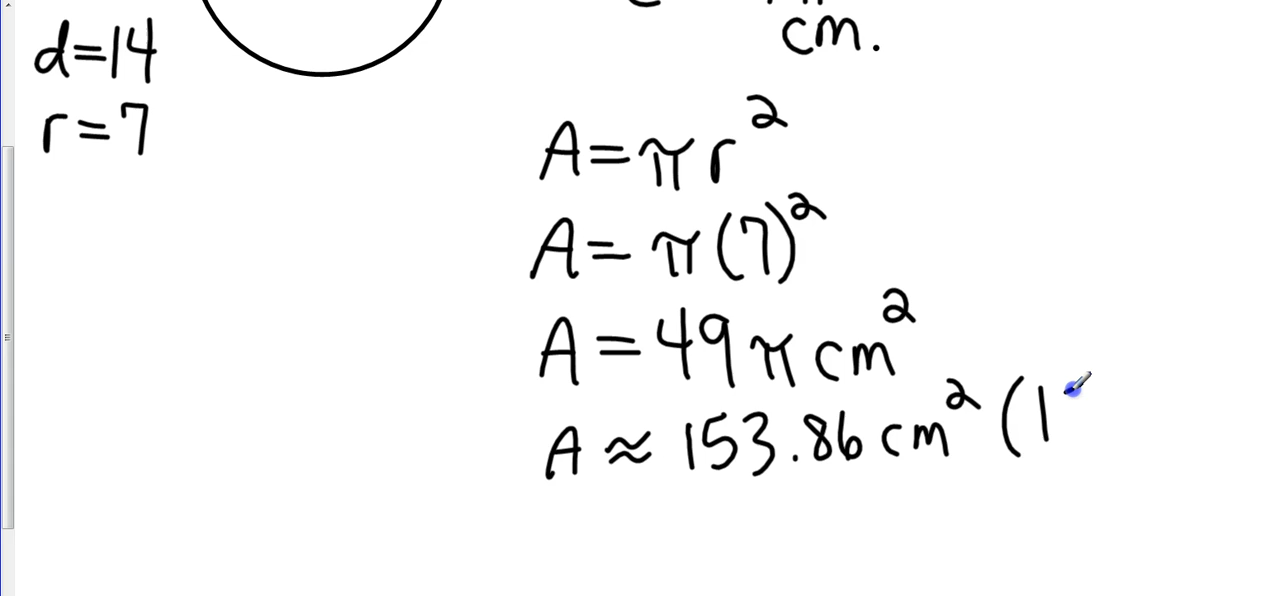 d=14
r=7
cm.
A=πr²
A=π(7)²
A=49π cm²
A≈153.86 cm² (1